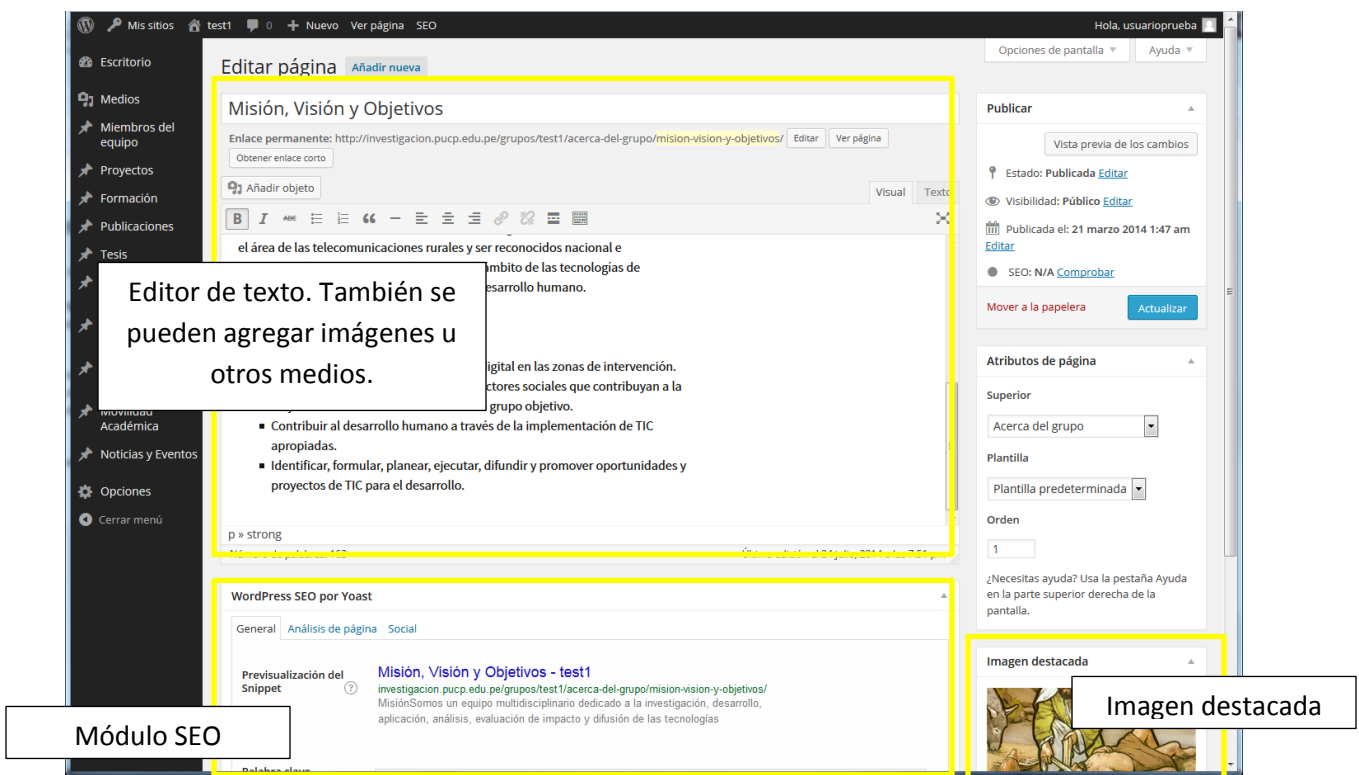 Mis sitios test1 0 + Nuevo Ver página SEO Hola, usuarioprueba
Opciones de pantalla Ayuda
Escritorio
Medios
Miembros del
equipo
Proyectos
Formación
Publicaciones
Tesis
Movilidad
Académica
Noticias y Eventos
Opciones
Cerrar menú
Editar página Añadir nueva
Misión, Visión y Objetivos
Enlace permanente: http://investigacion.pucp.edu.pe/grupos/test1/acerca-del-grupo/mision-vision-y-objetivos/ Editar Ver página
Obtener enlace corto
Añadir objeto
Visual Texto
B I ABC
el área de las telecomunicaciones rurales y ser reconocidos nacional e
ámbito de las tecnologías de
esarrollo humano.
Editor de texto. También se
pueden agregar imágenes u
otros medios.
igital en las zonas de intervención.
ctores sociales que contribuyan a la
grupo objetivo.
▪ Contribuir al desarrollo humano a través de la implementación de TIC
apropiadas.
▪ Identificar, formular, planear, ejecutar, difundir y promover oportunidades y
proyectos de TIC para el desarrollo.
p » strong
WordPress SEO por Yoast
General Análisis de página Social
Previsualización del
Snippet ?
Misión, Visión y Objetivos - test1
investigacion.pucp.edu.pe/grupos/test1/acerca-del-grupo/mision-vision-y-objetivos/
MisiónSomos un equipo multidisciplinario dedicado a la investigación, desarrollo,
aplicación, análisis, evaluación de impacto y difusión de las tecnologías
Palabra clave
Módulo SEO
Publicar
Vista previa de los cambios
Estado: Publicada Editar
Visibilidad: Público Editar
Publicada el: 21 marzo 2014 1:47 am
Editar
SEO: N/A Comprobar
Mover a la papelera Actualizar
Atributos de página
Superior
Acerca del grupo
Plantilla
Plantilla predeterminada
Orden
1
¿Necesitas ayuda? Usa la pestaña Ayuda
en la parte superior derecha de la
pantalla.
Imagen destacada
Imagen destacada